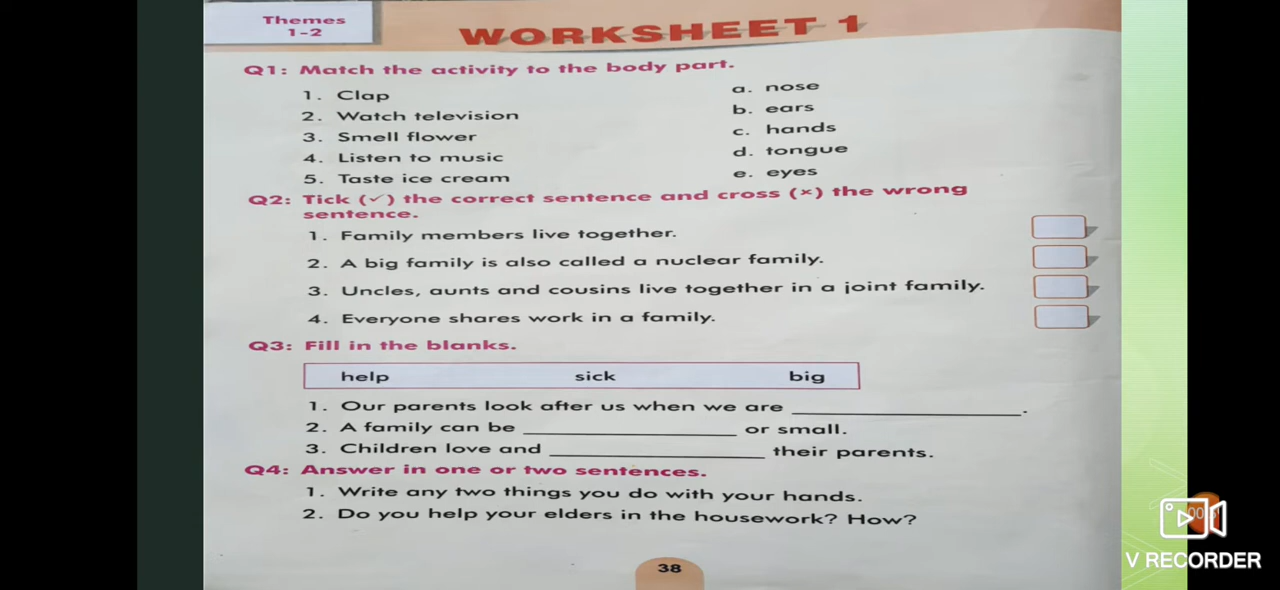 Themes
1-2
WORKSHEET 1
Q1: Match the activity to the body part.
1. Clap
a. nose
2. Watch television
b. ears
3. Smell flower
c. hands
4. Listen to music
d. tongue
5. Taste ice cream
e. eyes
Q2: Tick (✓) the correct sentence and cross (×) the wrong
sentence.
1. Family members live together.
2. A big family is also called a nuclear family.
3. Uncles, aunts and cousins live together in a joint family.
4. Everyone shares work in a family.
Q3: Fill in the blanks.
help sick big
1. Our parents look after us when we are ____________.
2. A family can be ____________ or small.
3. Children love and ____________ their parents.
Q4: Answer in one or two sentences.
1. Write any two things you do with your hands.
2. Do you help your elders in the housework? How?
38
V RECORDER